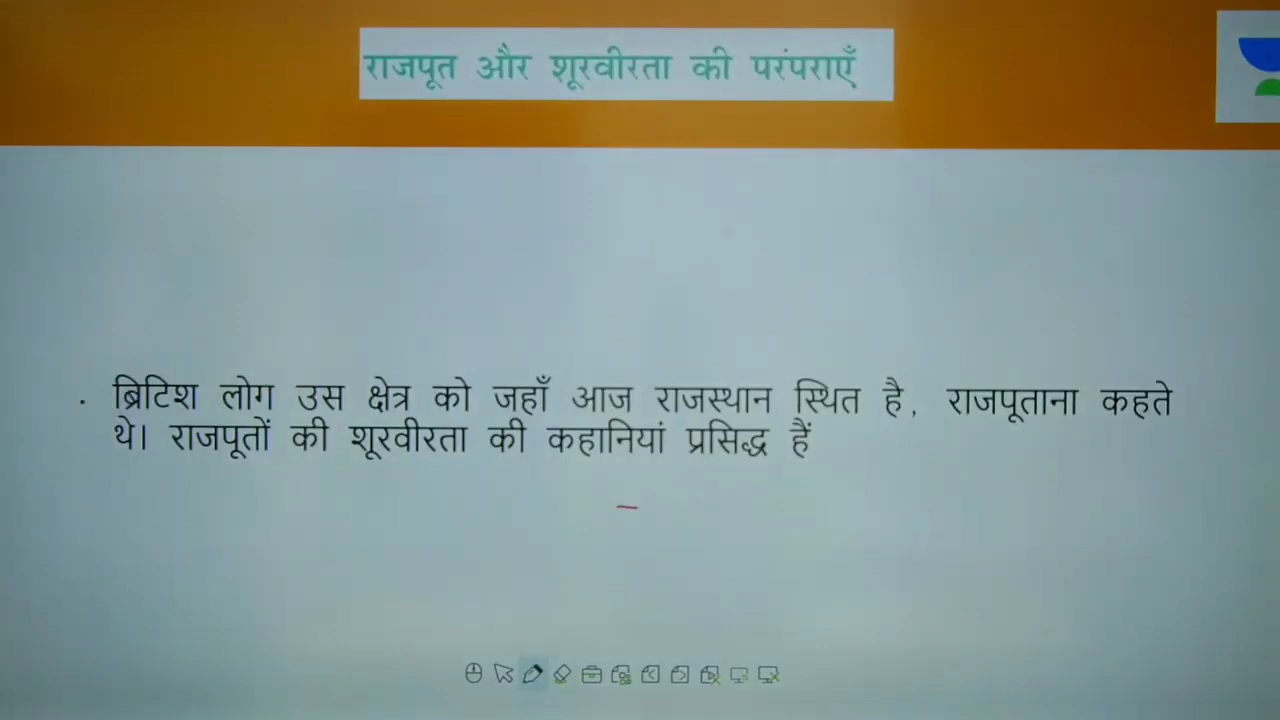 राजपूत और शूरवीरता की परंपराएँ
. ब्रिटिश लोग उस क्षेत्र को जहाँ आज राजस्थान स्थित है, राजपूताना कहते
थे। राजपूतों की शूरवीरता की कहानियां प्रसिद्ध हैं